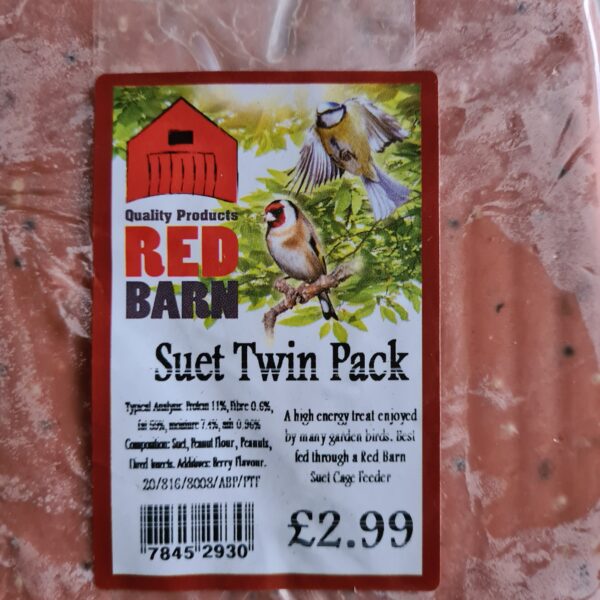 Quality Products
RED
BARN
Suet Twin Pack
Typical Analysis: Protein 11%, Fibre 0.6%,
fat 59%, moisture 7.4%, ash 0.96%
Composition: Suet, Peanut Flour, Peanuts,
Dried Insects. Additives: Berry Flavour.
20/816/8008/ABP/PTF
A high energy treat enjoyed
by many garden birds. Best
fed through a Red Barn
Suet Cage Feeder
£2.99
7845 2930